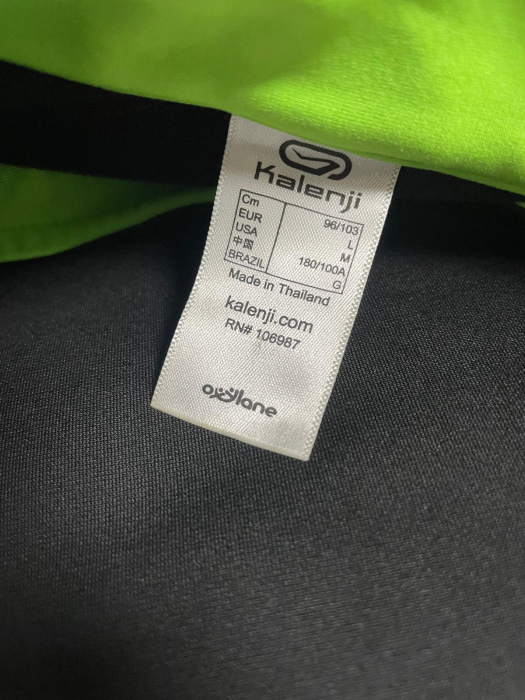 Kalenji
Cm 96/103
EUR L
USA M
中国 180/100A
BRAZIL G
Made in Thailand
kalenji.com
RN# 106987
oxylane